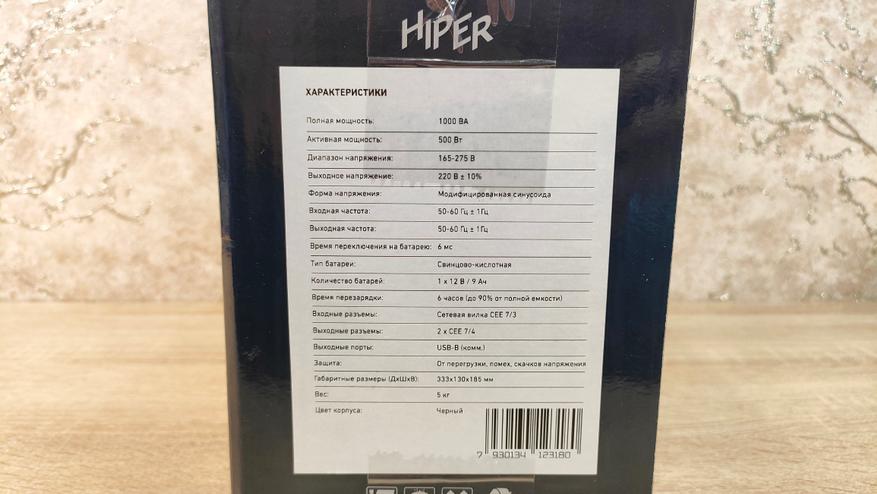 HIPER
ХАРАКТЕРИСТИКИ
Полная мощность: 1000 ВА
Активная мощность: 500 Вт
Диапазон напряжения: 165-275 В
Выходное напряжение: 220 В ± 10%
Форма напряжения: Модифицированная синусоида
Входная частота: 50-60 Гц ± 1Гц
Выходная частота: 50-60 Гц ± 1Гц
Время переключения на батарею: 6 мс
Тип батареи: Свинцово-кислотная
Количество батарей: 1 x 12 В / 9 Ач
Время перезарядки: 6 часов (до 90% от полной емкости)
Входные разъемы: Сетевая вилка CEE 7/3
Выходные разъемы: 2 x CEE 7/4
Выходные порты: USB-B (комм.)
Защита: От перегрузки, помех, скачков напряжения
Габаритные размеры (ДхШхВ): 333x130x185 мм
Вес: 5 кг
Цвет корпуса: Черный
7 930134 123180